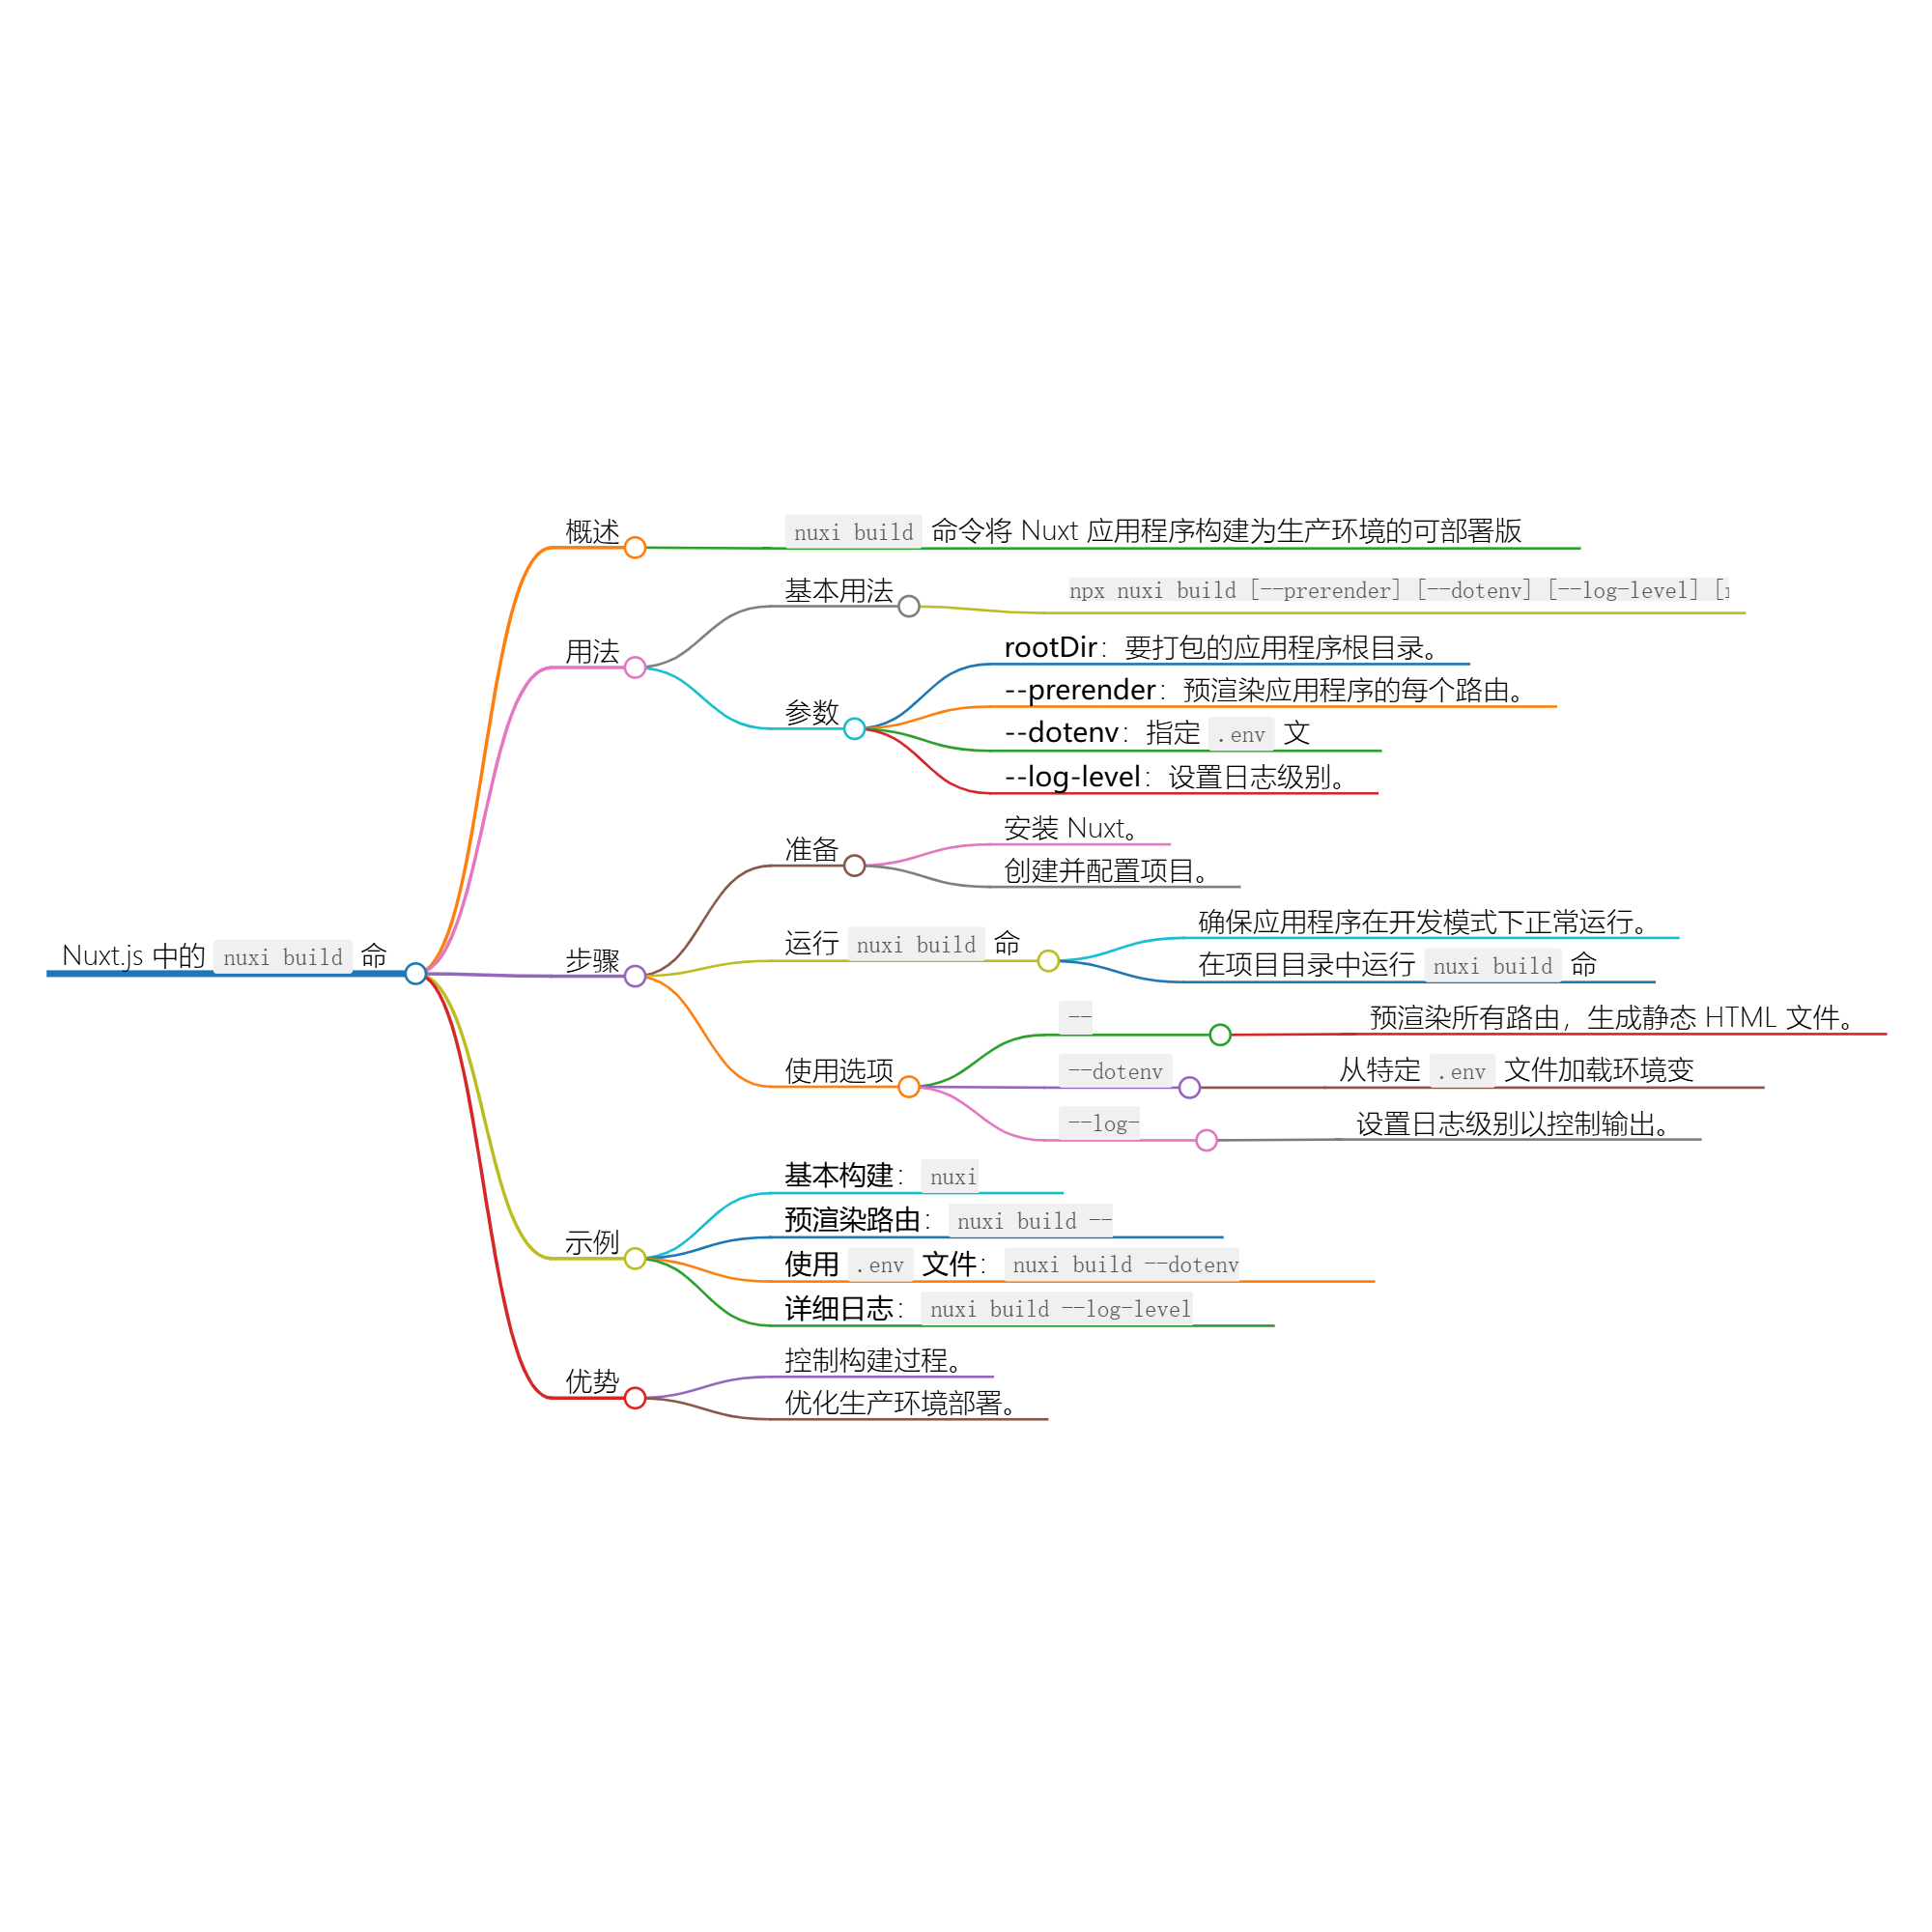 Nuxt.js 中的 nuxi build 命
概述
nuxi build 命令将 Nuxt 应用程序构建为生产环境的可部署版
用法
基本用法
npx nuxi build [--prerender] [--dotenv] [--log-level] [
参数
rootDir：要打包的应用程序根目录。
--prerender：预渲染应用程序的每个路由。
--dotenv：指定 .env 文
--log-level：设置日志级别。
步骤
准备
安装 Nuxt。
创建并配置项目。
运行 nuxi build 命
确保应用程序在开发模式下正常运行。
在项目目录中运行 nuxi build 命
使用选项
--
预渲染所有路由，生成静态 HTML 文件。
--dotenv
从特定 .env 文件加载环境变
--log-
设置日志级别以控制输出。
示例
基本构建：nuxi
预渲染路由：nuxi build --
使用 .env 文件：nuxi build --dotenv
详细日志：nuxi build --log-level
优势
控制构建过程。
优化生产环境部署。